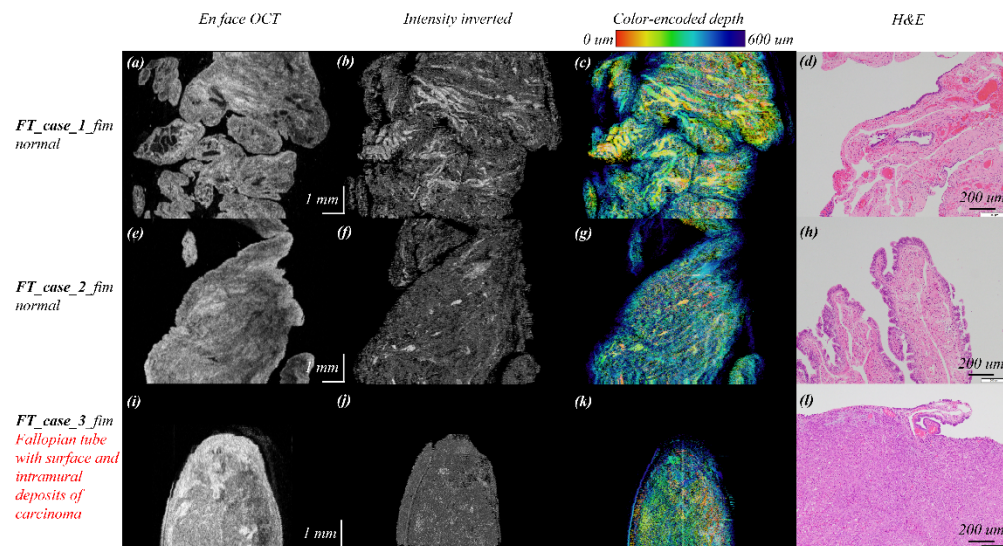 En face OCT
Intensity inverted
Color-encoded depth
H&E
0 um
600 um
(a)
(b)
(c)
(d)
FT_case_1_fim
normal
1 mm
200 um
(e)
(f)
(g)
(h)
FT_case_2_fim
normal
1 mm
1 mm
200 um
(i)
(j)
(k)
(l)
FT_case_3_fim
Fallopian tube
with surface and
intramural
deposits of
carcinoma
1 mm
200 um